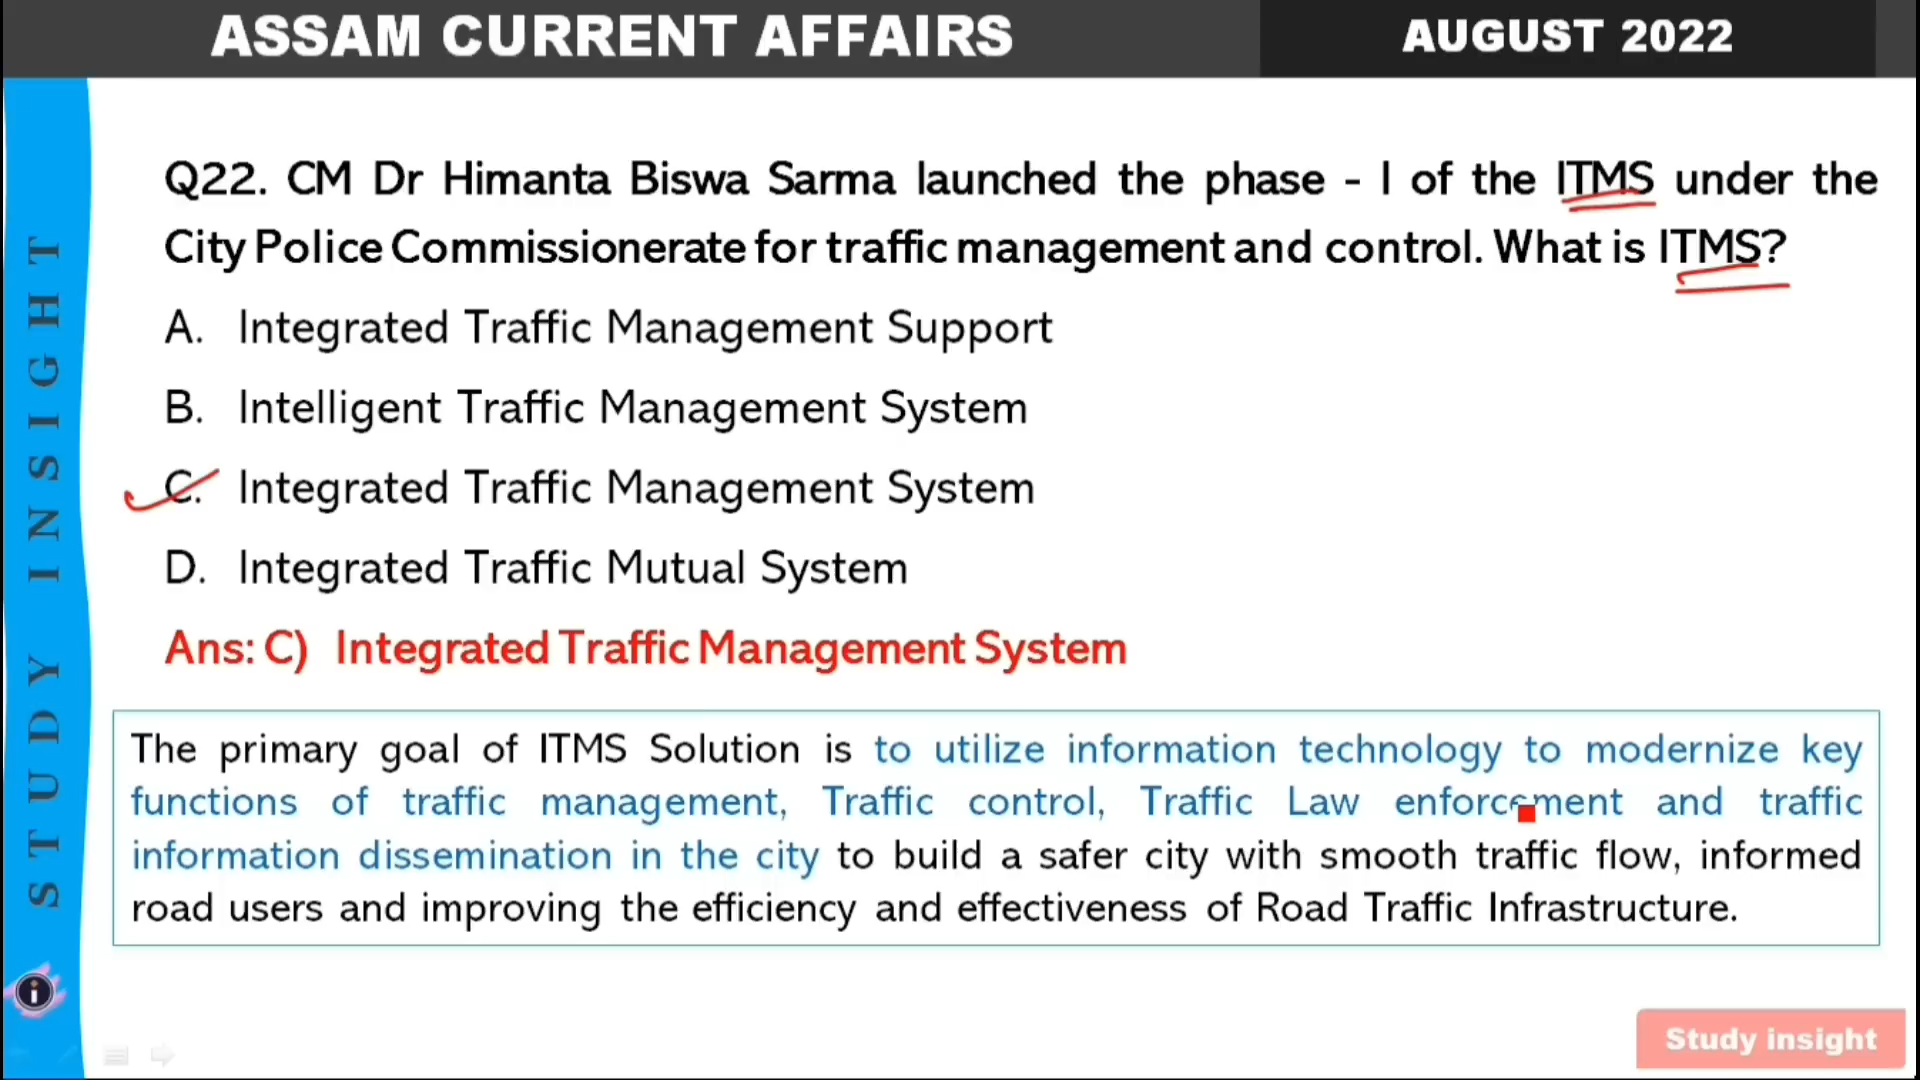 ASSAM CURRENT AFFAIRS
AUGUST 2022
STUDY INSIGHT
Q22. CM Dr Himanta Biswa Sarma launched the phase - I of the ITMS under the
City Police Commissionerate for traffic management and control. What is ITMS?
A. Integrated Traffic Management Support
B. Intelligent Traffic Management System
C. Integrated Traffic Management System
D. Integrated Traffic Mutual System
Ans: C) Integrated Traffic Management System
The primary goal of ITMS Solution is to utilize information technology to modernize key
functions of traffic management, Traffic control, Traffic Law enforcement and traffic
information dissemination in the city to build a safer city with smooth traffic flow, informed
road users and improving the efficiency and effectiveness of Road Traffic Infrastructure.
i
Study insight